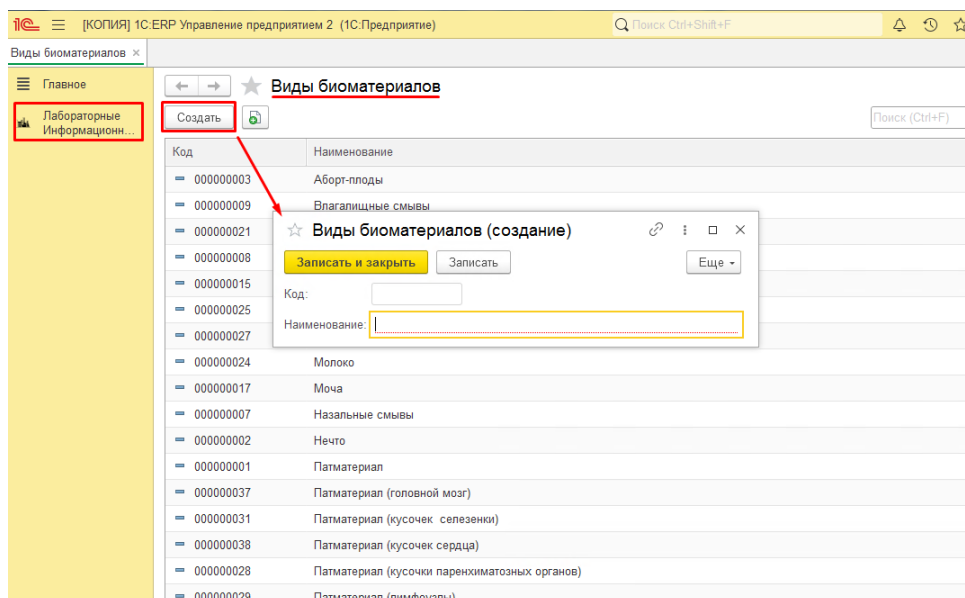 1С [КОПИЯ] 1С:ERP Управление предприятием 2 (1С:Предприятие) Поиск Ctrl+Shift+F
Виды биоматериалов ×
Главное
Лабораторные
Информационн...
Виды биоматериалов
Создать
Поиск (Ctrl+F)
Код Наименование
000000003 Аборт-плоды
000000009 Влагалищные смывы
000000021
000000008
000000015
000000025
000000027
Виды биоматериалов (создание)
Записать и закрыть Записать Еще
Код:
Наименование:
000000024 Молоко
000000017 Моча
000000007 Назальные смывы
000000002 Нечто
000000001 Патматериал
000000037 Патматериал (головной мозг)
000000031 Патматериал (кусочек селезенки)
000000038 Патматериал (кусочек сердца)
000000028 Патматериал (кусочки паренхиматозных органов)
000000029 Патматериал (лимфоузлы)